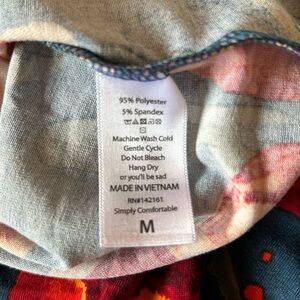 95% Polyester
5% Spandex
Machine Wash Cold
Gentle Cycle
Do Not Bleach
Hang Dry
or you'll be sad
MADE IN VIETNAM
RN#142161
Simply Comfortable
M